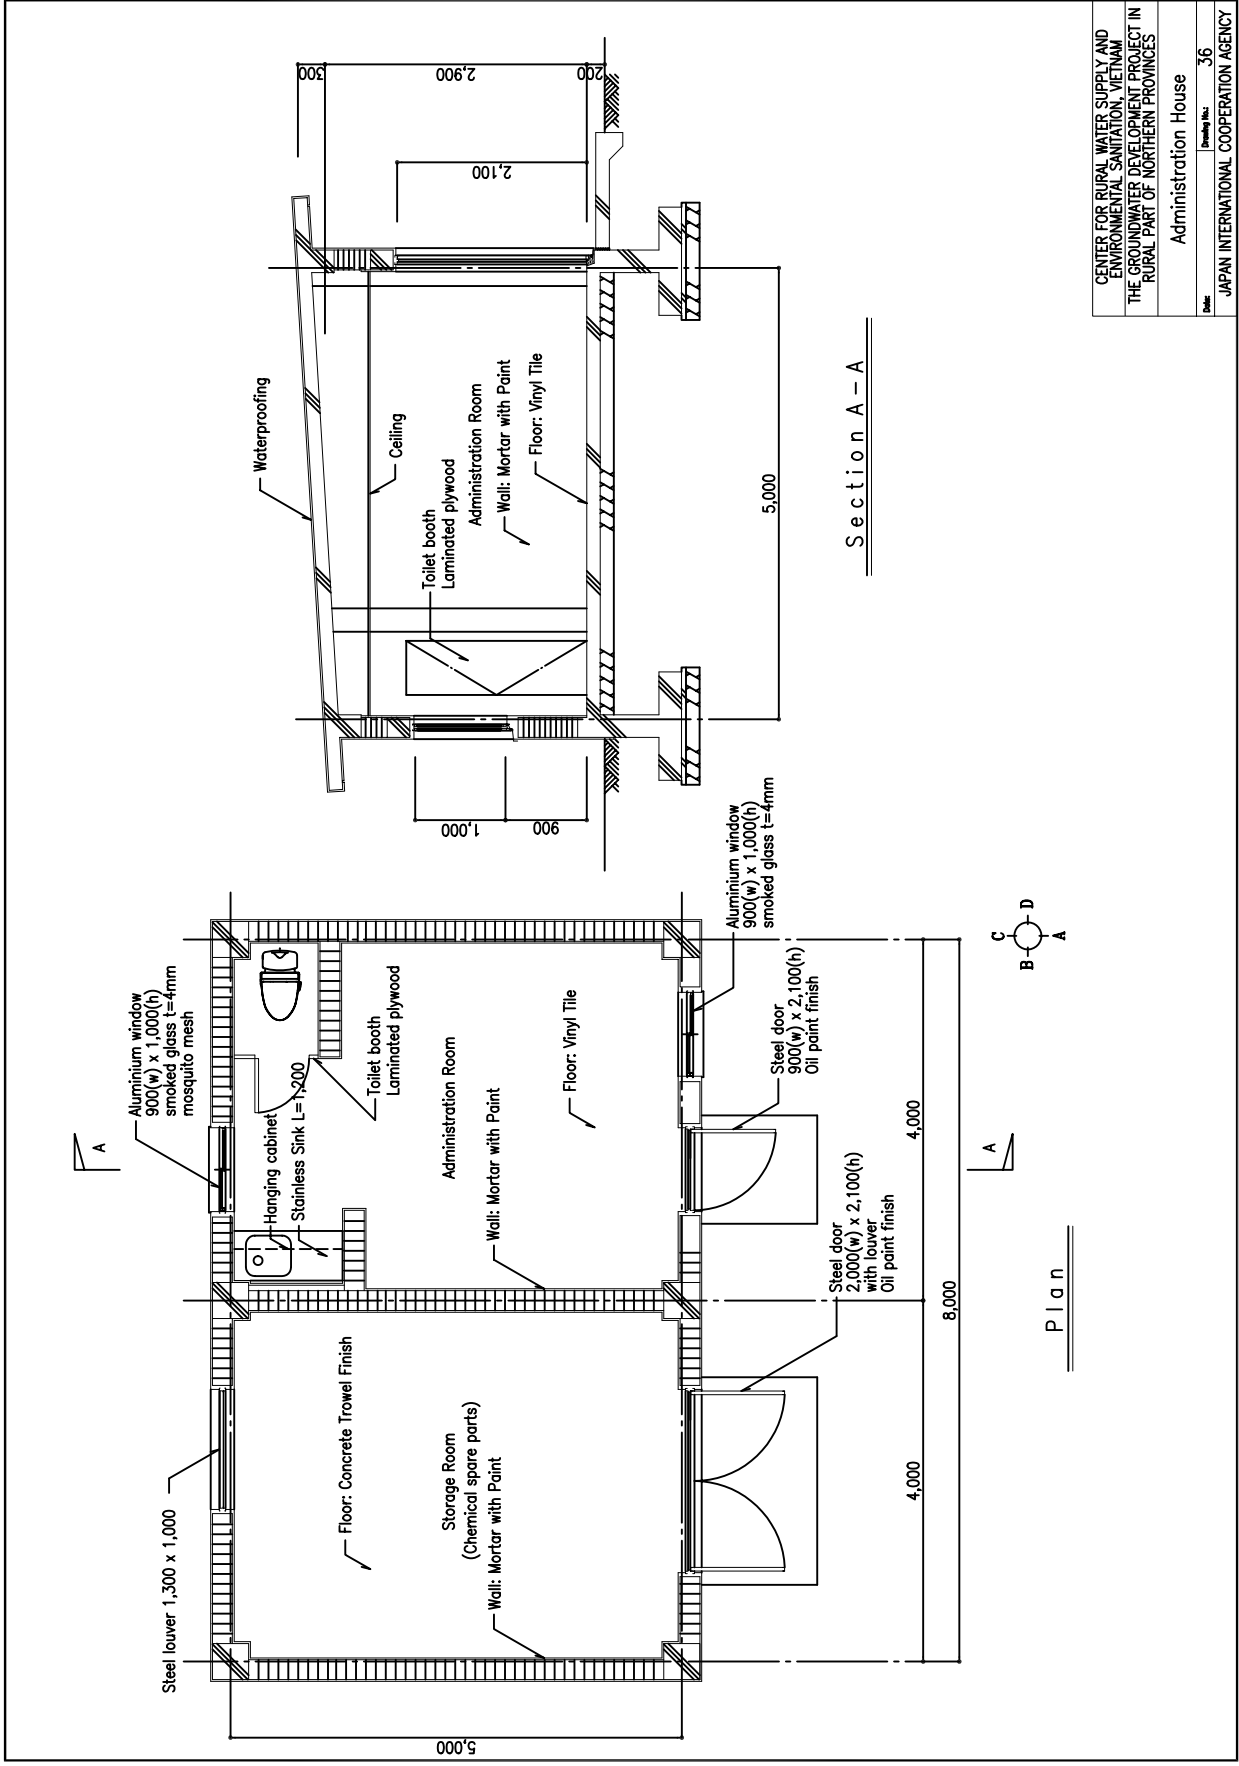 Steel louver 1,300 x 1,000
Aluminium window
900(w) x 1,000(h)
smoked glass t=4mm
mosquito mesh
A
Hanging cabinet
Stainless Sink L=1,200
Toilet booth
Laminated plywood
Floor: Concrete Trowel Finish
Storage Room
(Chemical spare parts)
Wall: Mortar with Paint
Administration Room
Wall: Mortar with Paint
Floor: Vinyl Tile
Aluminium window
900(w) x 1,000(h)
smoked glass t=4mm
Steel door
900(w) x 2,100(h)
Oil paint finish
Steel door
2,000(w) x 2,100(h)
with louver
Oil paint finish
A
5,000
4,000
4,000
8,000
Plan
C
B
D
A
Waterproofing
Ceiling
Toilet booth
Laminated plywood
Administration Room
Wall: Mortar with Paint
Floor: Vinyl Tile
300
2,900
200
2,100
1,000
900
5,000
Section A-A
CENTER FOR RURAL WATER SUPPLY AND
ENVIRONMENTAL SANITATION, VIETNAM
THE GROUNDWATER DEVELOPMENT PROJECT IN
RURAL PART OF NORTHERN PROVINCES
Administration House
Date:
Drawing No.: 36
JAPAN INTERNATIONAL COOPERATION AGENCY